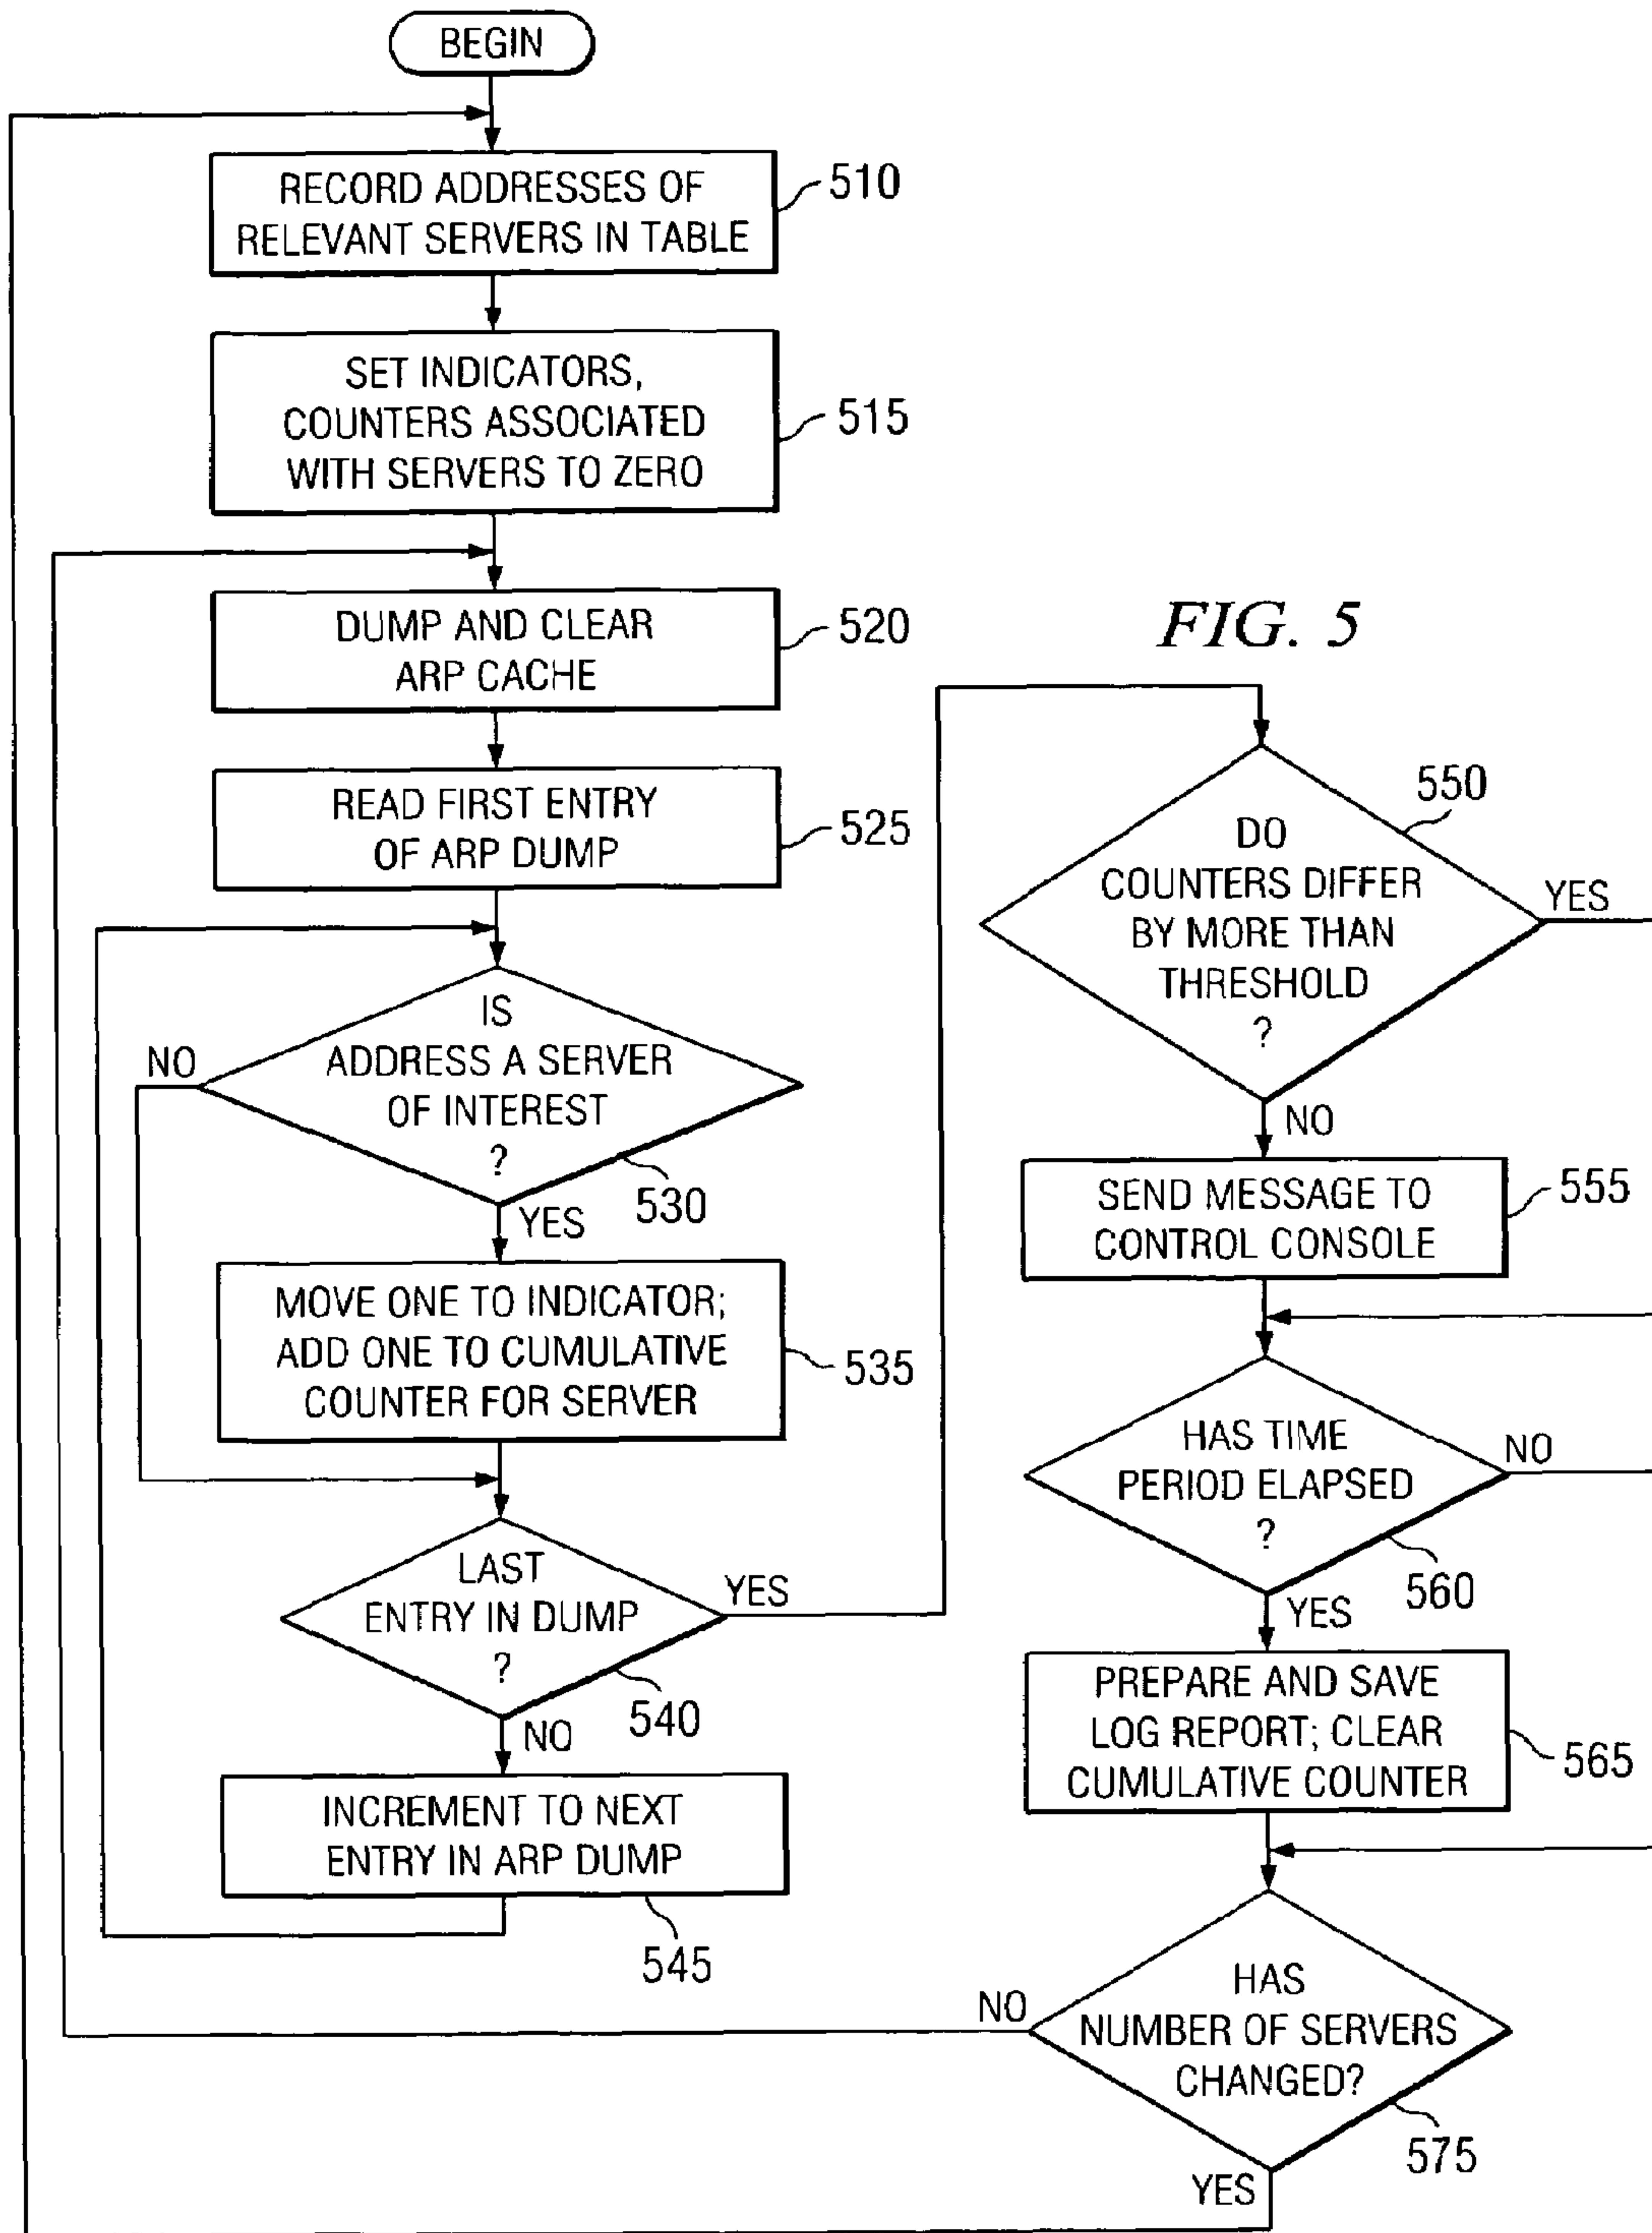 BEGIN
RECORD ADDRESSES OF
RELEVANT SERVERS IN TABLE
510
SET INDICATORS,
COUNTERS ASSOCIATED
WITH SERVERS TO ZERO
515
DUMP AND CLEAR
ARP CACHE
520
READ FIRST ENTRY
OF ARP DUMP
525
IS
ADDRESS A SERVER
OF INTEREST
?
530
NO
YES
MOVE ONE TO INDICATOR;
ADD ONE TO CUMULATIVE
COUNTER FOR SERVER
535
LAST
ENTRY IN DUMP
?
540
YES
NO
INCREMENT TO NEXT
ENTRY IN ARP DUMP
545
FIG. 5
DO
COUNTERS DIFFER
BY MORE THAN
THRESHOLD
?
550
YES
NO
SEND MESSAGE TO
CONTROL CONSOLE
555
HAS TIME
PERIOD ELAPSED
?
560
NO
YES
PREPARE AND SAVE
LOG REPORT; CLEAR
CUMULATIVE COUNTER
565
HAS
NUMBER OF SERVERS
CHANGED?
575
NO
YES